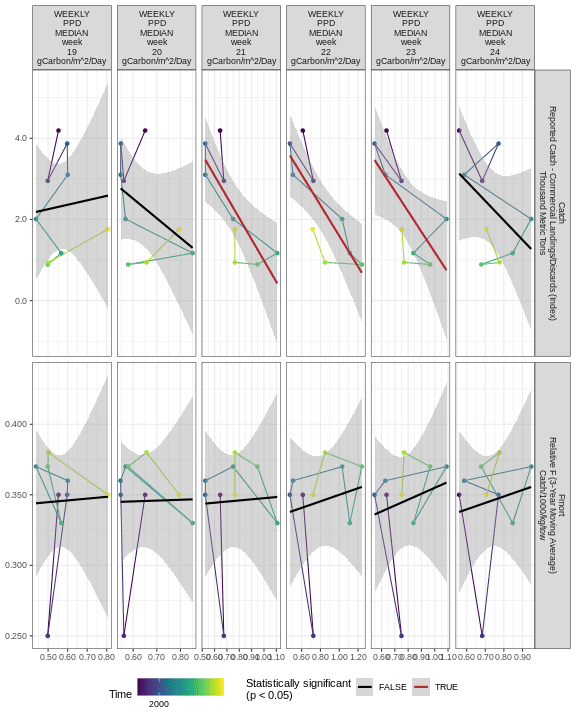 WEEKLY
PPD
MEDIAN
week
19
gCarbon/m^2/Day
WEEKLY
PPD
MEDIAN
week
20
gCarbon/m^2/Day
WEEKLY
PPD
MEDIAN
week
21
gCarbon/m^2/Day
WEEKLY
PPD
MEDIAN
week
22
gCarbon/m^2/Day
WEEKLY
PPD
MEDIAN
week
23
gCarbon/m^2/Day
WEEKLY
PPD
MEDIAN
week
24
gCarbon/m^2/Day
4.0
2.0
0.0
Catch
Reported Catch - Commercial Landings/Discards (Index)
Thousand Metric Tons
0.400
0.350
0.300
0.250
Fmort
Relative F (3-Year Moving Average)
Catch/1000/kg/tow
0.50 0.60 0.70 0.80
0.60 0.70 0.80
0.50 0.60 0.70 0.80 0.90 1.00 1.10
0.60 0.80 1.00 1.20
0.60 0.70 0.80 0.90 1.00 1.10
0.60 0.70 0.80 0.90
Time
2000
Statistically significant
(p < 0.05)
FALSE
TRUE